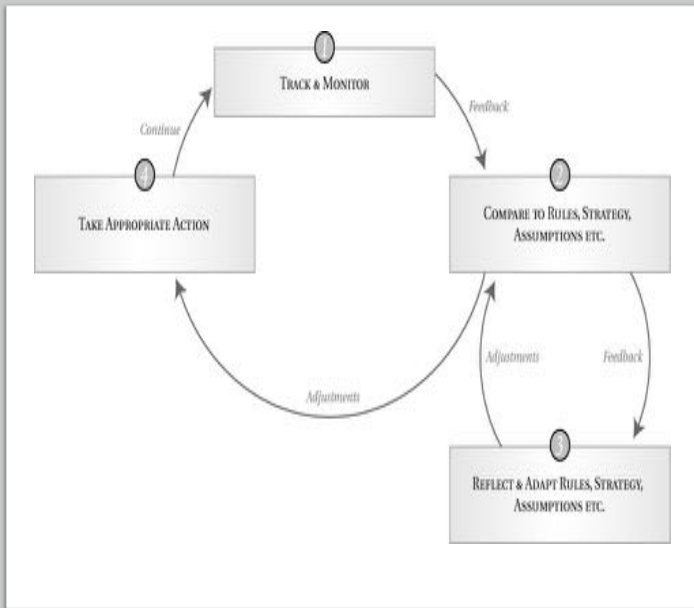 1
TRACK & MONITOR
Feedback
Continue
4
TAKE APPROPRIATE ACTION
2
COMPARE TO RULES, STRATEGY,
ASSUMPTIONS ETC.
Adjustments
Adjustments
Feedback
3
REFLECT & ADAPT RULES, STRATEGY,
ASSUMPTIONS ETC.